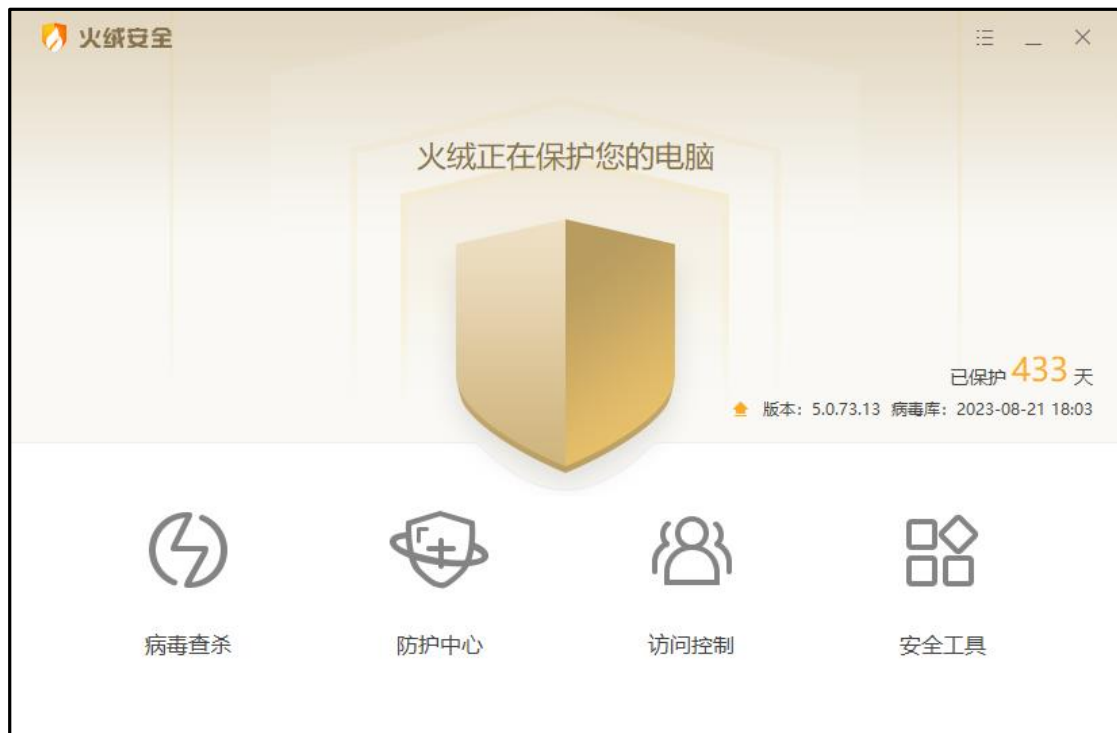 火绒安全
火绒正在保护您的电脑
已保护 433 天
版本：5.0.73.13 病毒库：2023-08-21 18:03
病毒查杀
防护中心
访问控制
安全工具